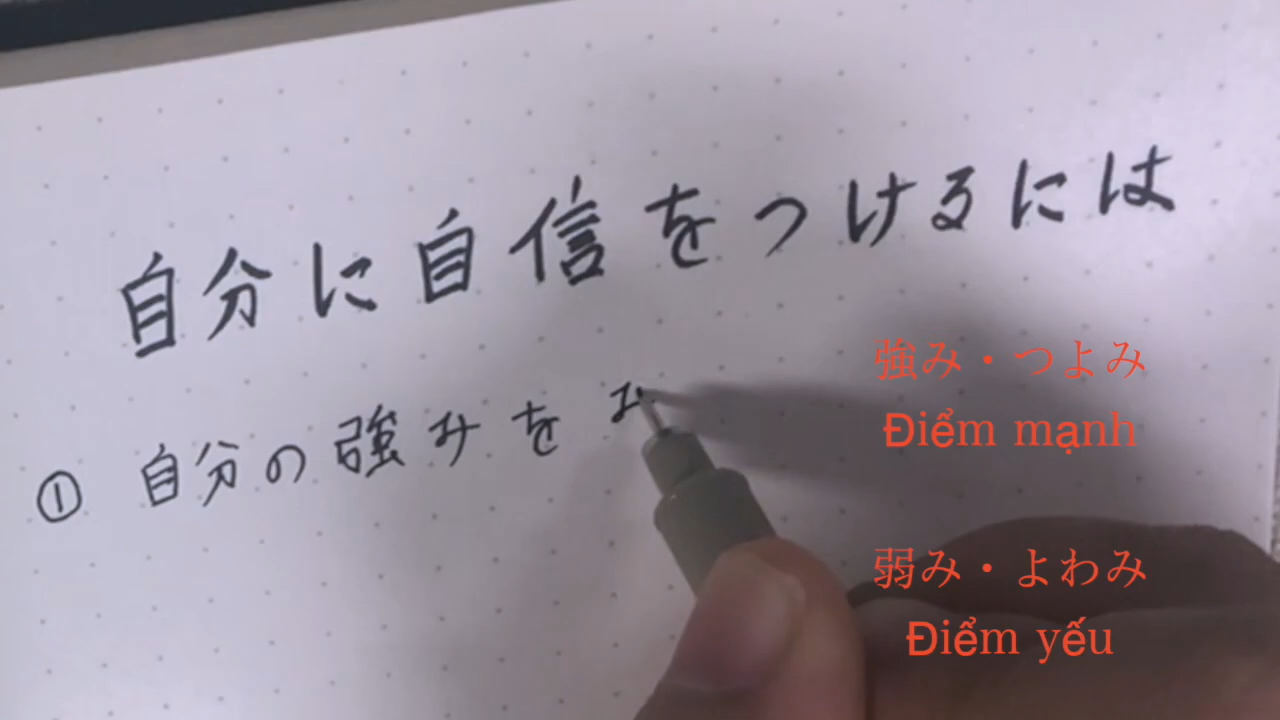 自分に自信をつけるには
① 自分の強みを
強み・つよみ
Điểm mạnh
弱み・よわみ
Điểm yếu